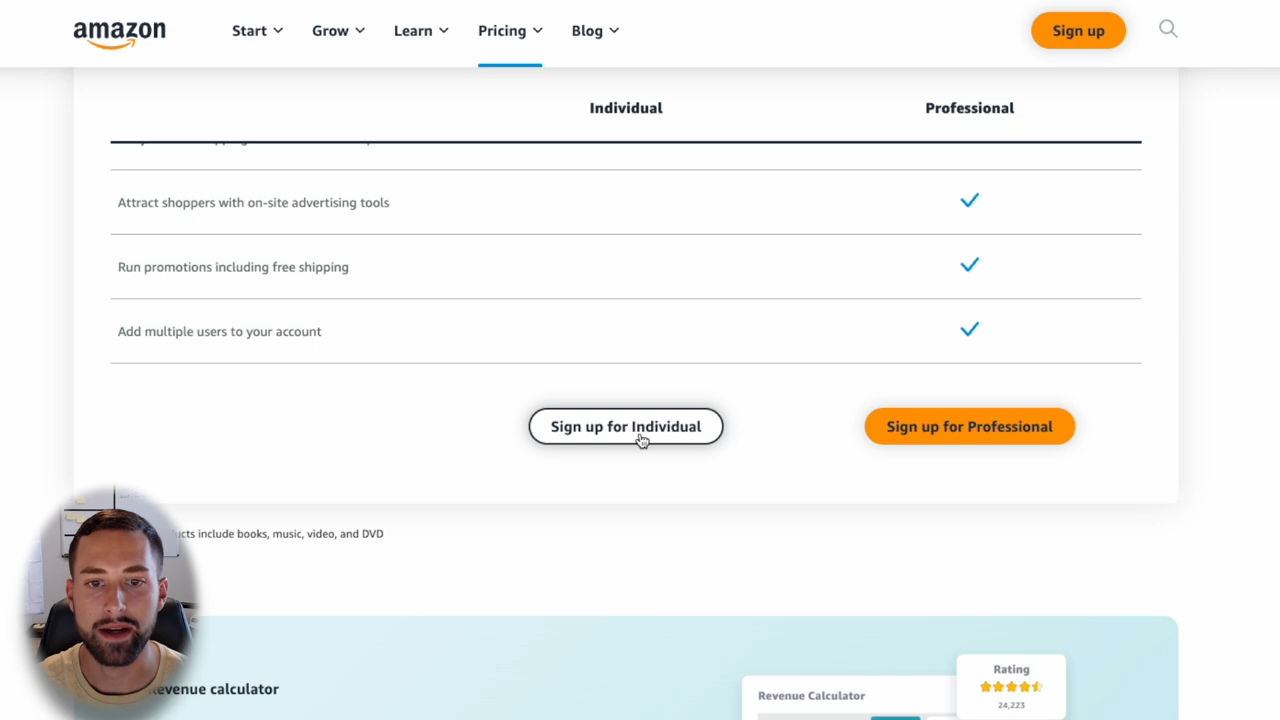 amazon
Start
Grow
Learn
Pricing
Blog
Sign up
Individual
Professional
Attract shoppers with on-site advertising tools
Run promotions including free shipping
Add multiple users to your account
Sign up for Individual
Sign up for Professional
include books, music, video, and DVD
Revenue calculator
Revenue Calculator
Rating
24,223